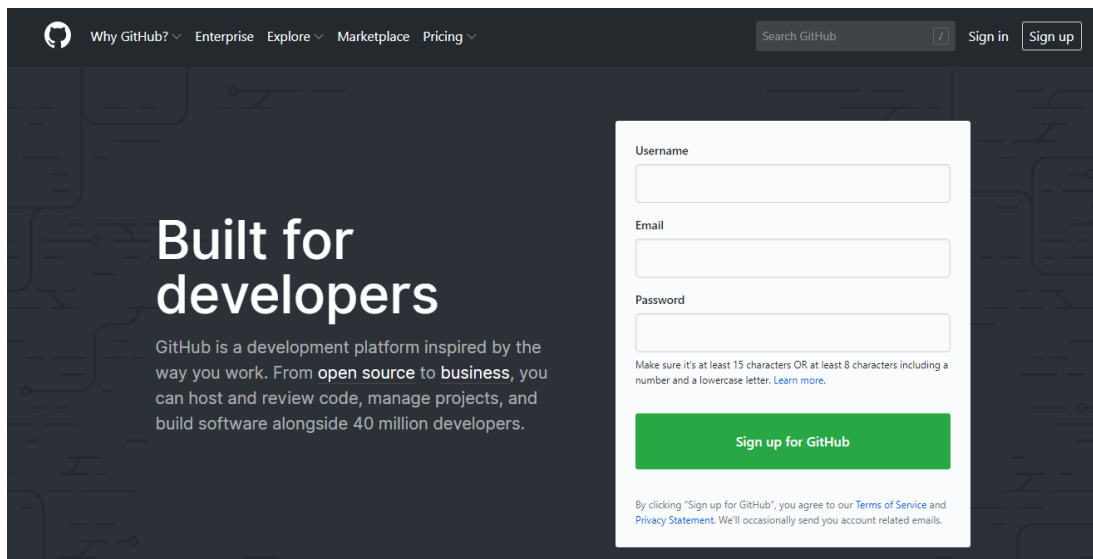 Why GitHub? Enterprise Explore Marketplace Pricing Search GitHub / Sign in Sign up
Built for
developers
GitHub is a development platform inspired by the
way you work. From open source to business, you
can host and review code, manage projects, and
build software alongside 40 million developers.
Username
Email
Password
Make sure it's at least 15 characters OR at least 8 characters including a
number and a lowercase letter. Learn more.
Sign up for GitHub
By clicking "Sign up for GitHub", you agree to our Terms of Service and
Privacy Statement. We'll occasionally send you account related emails.